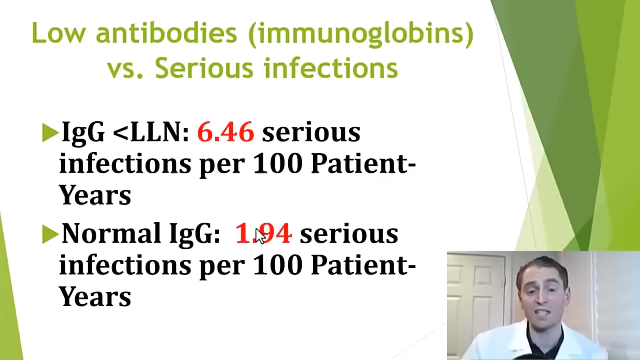 Low antibodies (immunoglobins)
vs. Serious infections
IgG <LLN: 6.46 serious
infections per 100 Patient-
Years
Normal IgG: 1.94 serious
infections per 100 Patient-
Years